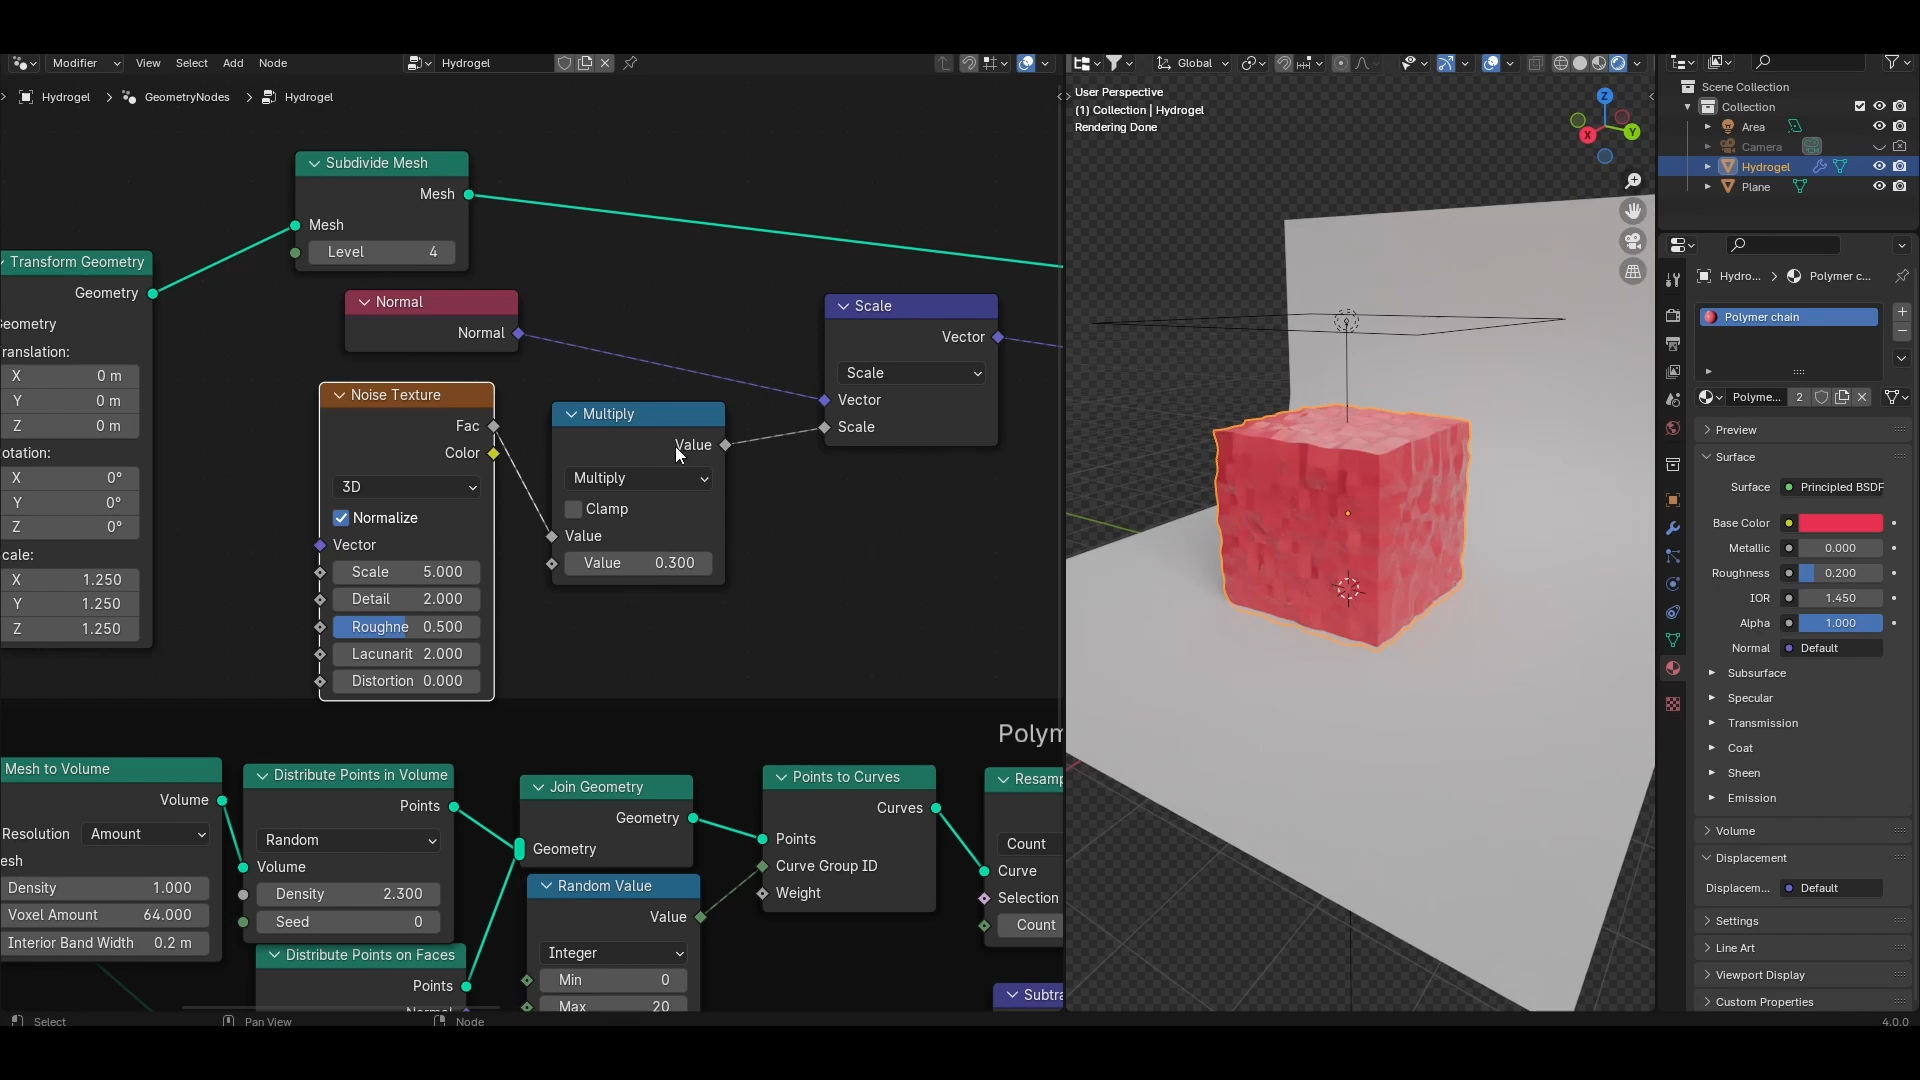 Modifier View Select Add Node Hydrogel
Hydrogel > GeometryNodes > Hydrogel
Subdivide Mesh
Mesh
Mesh
Level 4
Transform Geometry
Geometry
eometry
ranslation:
X 0 m
Y 0 m
Z 0 m
otation:
X 0°
Y 0°
Z 0°
cale:
X 1.250
Y 1.250
Z 1.250
Normal
Normal
Noise Texture
Fac
Color
3D
Normalize
Vector
Scale 5.000
Detail 2.000
Roughne 0.500
Lacunarit 2.000
Distortion 0.000
Multiply
Value
Multiply
Clamp
Value
Value 0.300
Scale
Vector
Scale
Vector
Scale
Polym
Mesh to Volume
Volume
Resolution Amount
esh
Density 1.000
Voxel Amount 64.000
Interior Band Width 0.2 m
Distribute Points in Volume
Points
Random
Volume
Density 2.300
Seed 0
Distribute Points on Faces
Points
Join Geometry
Geometry
Geometry
Random Value
Value
Integer
Min 0
Max 20
Points to Curves
Curves
Points
Curve Group ID
Weight
Resamp
Count
Curve
Selection
Count
Subtra
Select Pan View Node
Global
User Perspective
(1) Collection | Hydrogel
Rendering Done
Z
X
Y
Scene Collection
Collection
Area
Camera
Hydrogel
Plane
Hydro... > Polymer c...
Polymer chain
Polyme... 2
Preview
Surface
Surface Principled BSDF
Base Color
Metallic 0.000
Roughness 0.200
IOR 1.450
Alpha 1.000
Normal Default
Subsurface
Specular
Transmission
Coat
Sheen
Emission
Volume
Displacement
Displacem... Default
Settings
Line Art
Viewport Display
Custom Properties
4.0.0